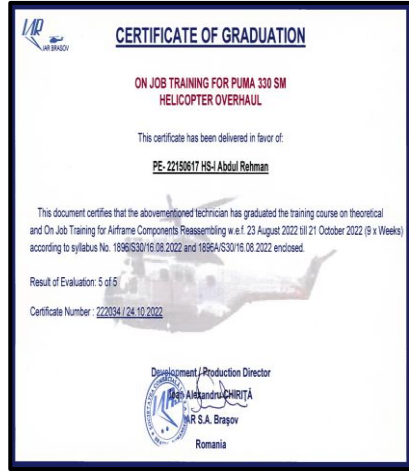 IAR
IAR BRASOV
CERTIFICATE OF GRADUATION
ON JOB TRAINING FOR PUMA 330 SM
HELICOPTER OVERHAUL
This certificate has been delivered in favor of:
PE- 22150617 HS-I Abdul Rehman
This document certifies that the abovementioned technician has graduated the training course on theoretical
and On Job Training for Airframe Components Reassembling w.e.f. 23 August 2022 till 21 October 2022 (9 x Weeks)
according to syllabus No. 1896/S30/16.08.2022 and 1896A/S30/16.08.2022 enclosed.
Result of Evaluation: 5 of 5
Certificate Number : 222034 / 24.10.2022
Development / Production Director
Ioan Alexandru CHIRIȚĂ
IAR S.A. Brașov
Romania